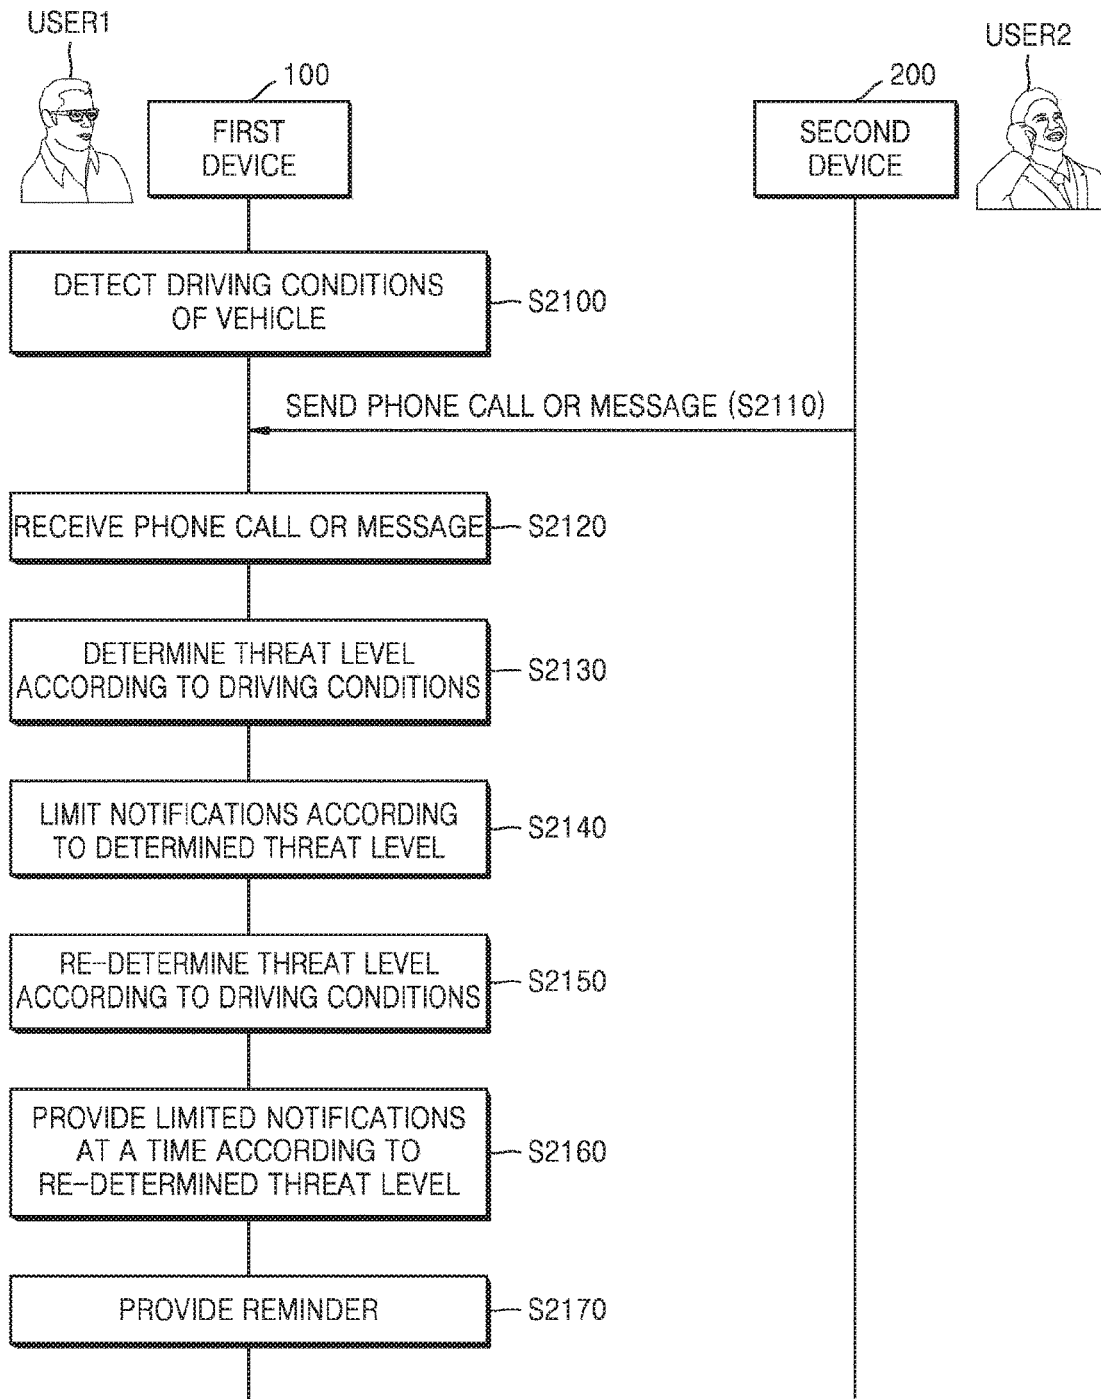 USER1
USER2
100
200
FIRST
DEVICE
SECOND
DEVICE
DETECT DRIVING CONDITIONS
OF VEHICLE
S2100
SEND PHONE CALL OR MESSAGE (S2110)
RECEIVE PHONE CALL OR MESSAGE
S2120
DETERMINE THREAT LEVEL
ACCORDING TO DRIVING CONDITIONS
S2130
LIMIT NOTIFICATIONS ACCORDING
TO DETERMINED THREAT LEVEL
S2140
RE-DETERMINE THREAT LEVEL
ACCORDING TO DRIVING CONDITIONS
S2150
PROVIDE LIMITED NOTIFICATIONS
AT A TIME ACCORDING TO
RE-DETERMINED THREAT LEVEL
S2160
PROVIDE REMINDER
S2170